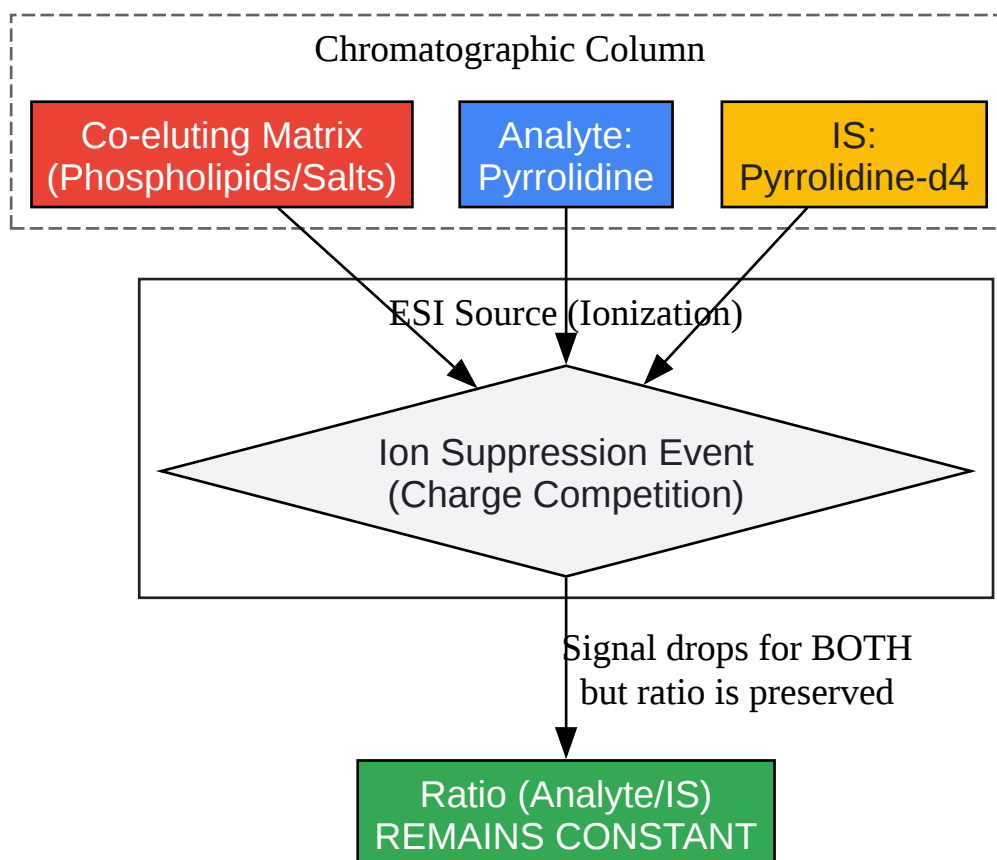 Chromatographic Column
Co-eluting Matrix
(Phospholipids/Salts)
Analyte:
Pyrrolidine
IS:
Pyrrolidine-d4
ESI Source (Ionization)
Ion Suppression Event
(Charge Competition)
Signal drops for BOTH
but ratio is preserved
Ratio (Analyte/IS)
REMAINS CONSTANT